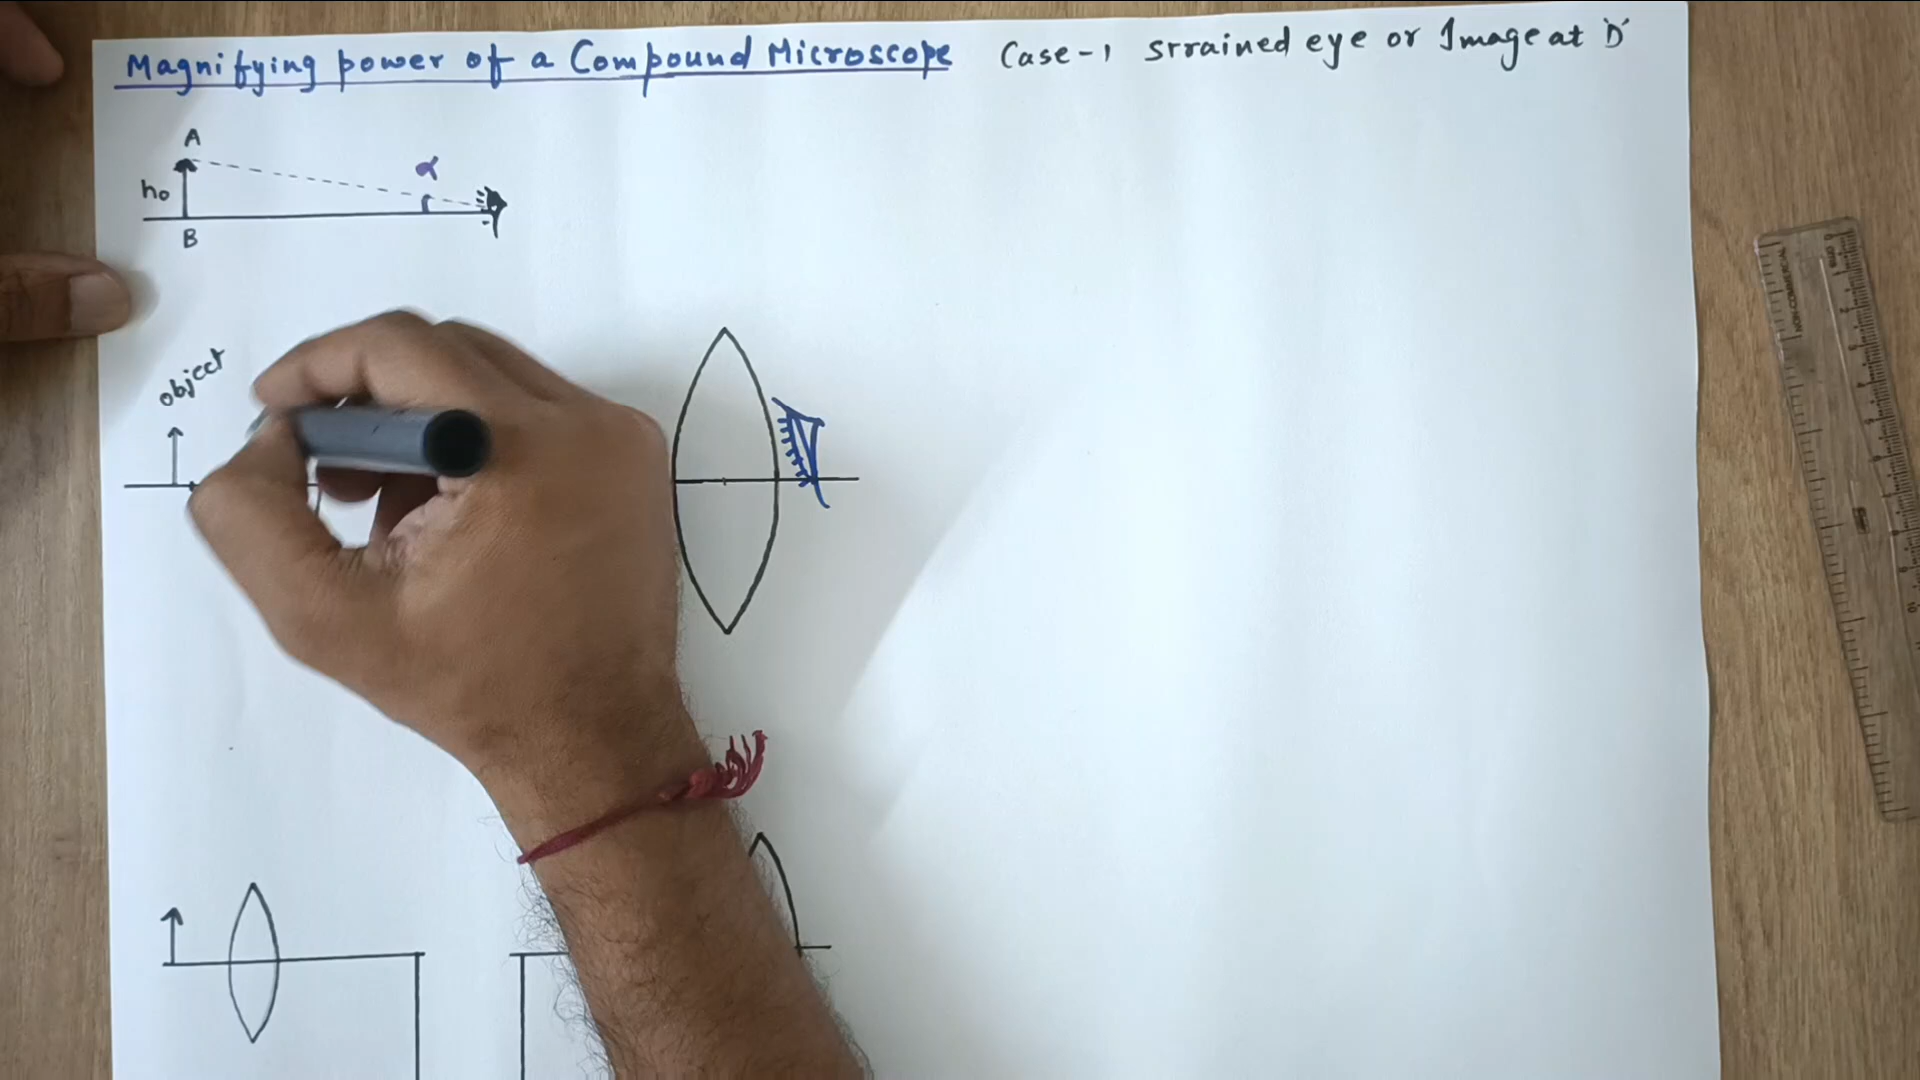 Magnifying power of a Compound Microscope Case-1 strained eye or Image at 'D'
A
α
ho
B
object